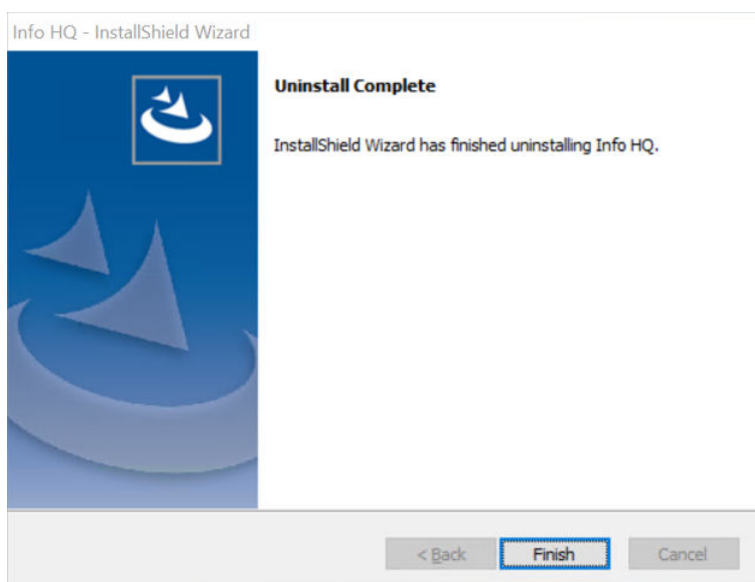 Info HQ - InstallShield Wizard
Uninstall Complete
InstallShield Wizard has finished uninstalling Info HQ.
< Back
Finish
Cancel